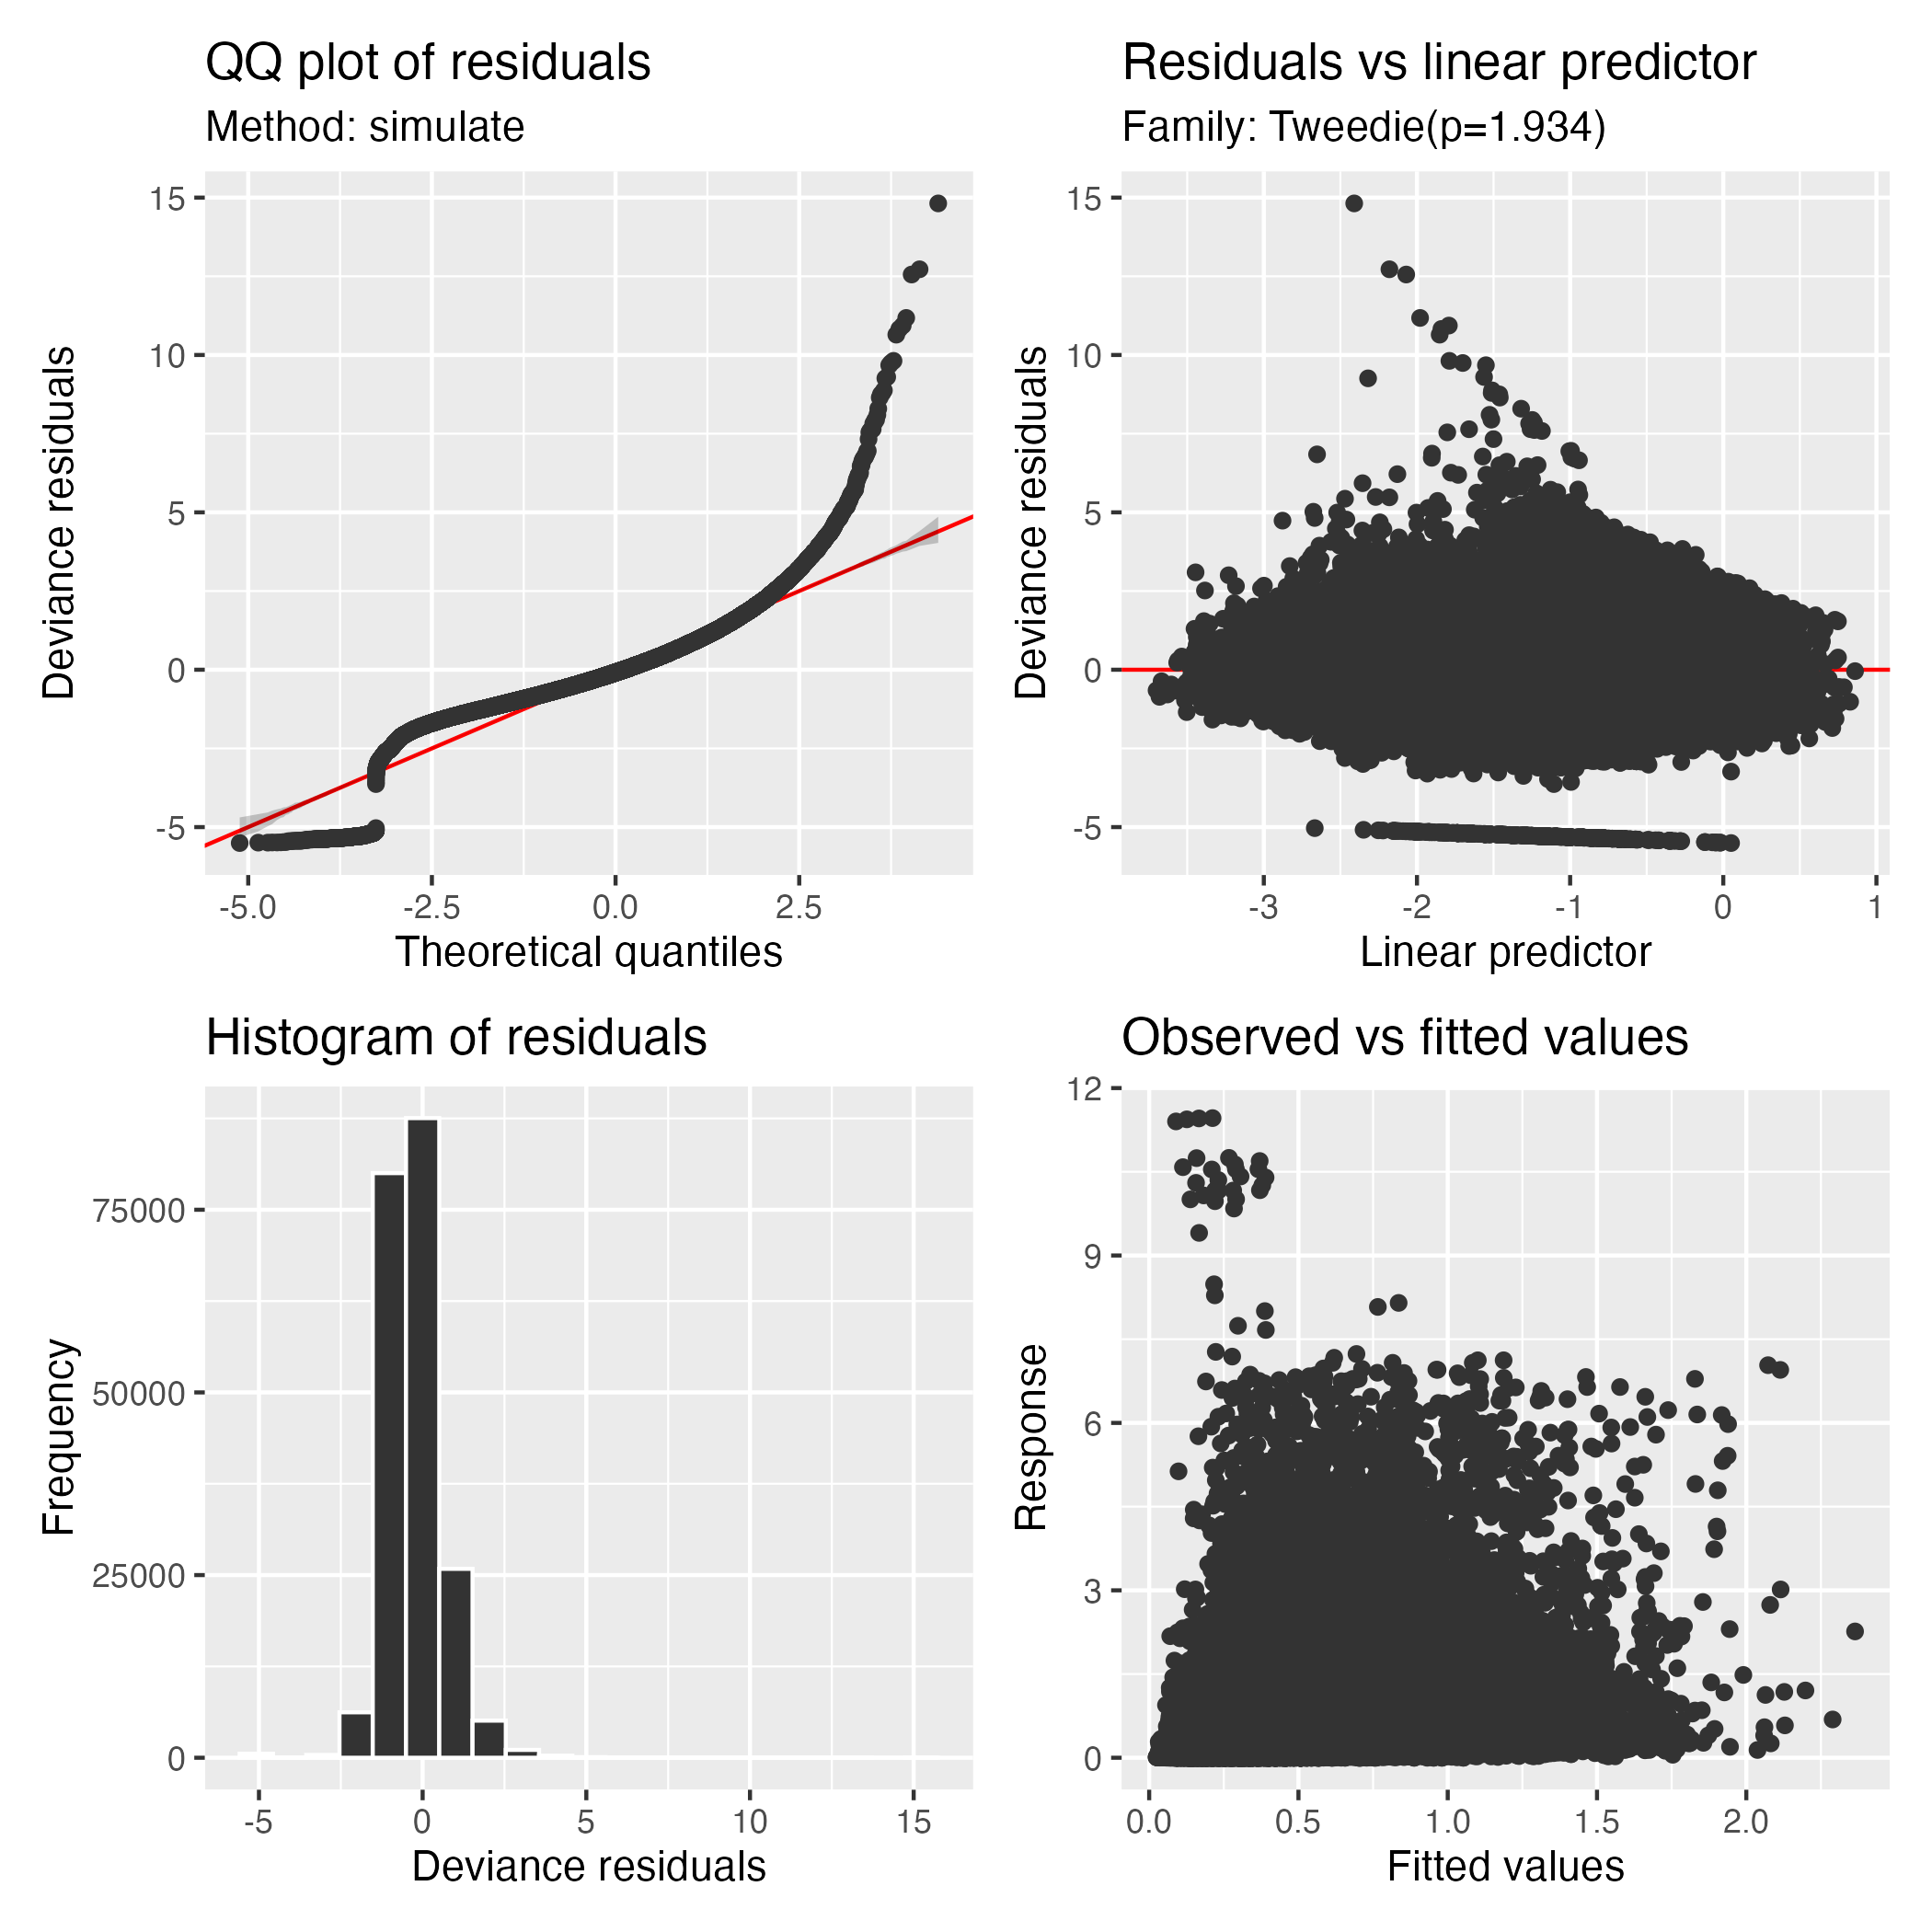 QQ plot of residuals
Method: simulate
15
10
5
0
-5
-5.0 -2.5 0.0 2.5
Theoretical quantiles
Deviance residuals
Residuals vs linear predictor
Family: Tweedie(p=1.934)
15
10
5
0
-5
-3 -2 -1 0 1
Linear predictor
Deviance residuals
Histogram of residuals
75000
50000
25000
0
-5 0 5 10 15
Deviance residuals
Frequency
Observed vs fitted values
12
9
6
3
0
0.0 0.5 1.0 1.5 2.0
Fitted values
Response